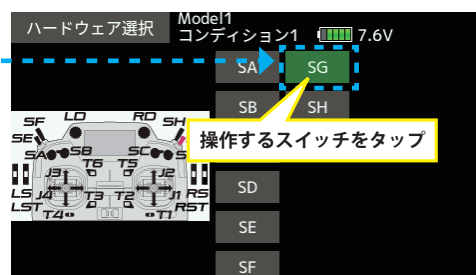 ハードウェア選択
Model1
コンディション1 7.6V
SA SG
SB SH
操作するスイッチをタップ
SD
SE
SF
SF LD RD SH
SE
SA SB SC S
T6 T5
J3 J2
LS J4 T3 T2 J1 RS
LST RST
T4 T1